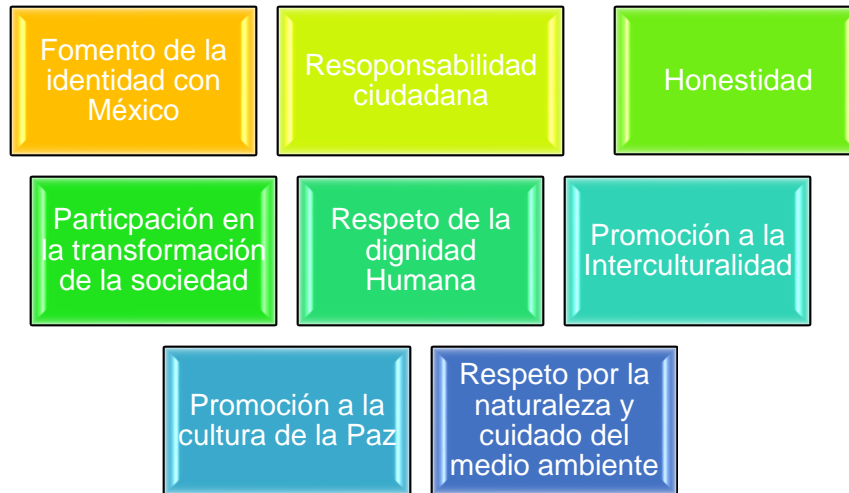 Fomento de la
identidad con
México
Resoponsabilidad
ciudadana
Honestidad
Particpación en
la transformación
de la sociedad
Respeto de la
dignidad
Humana
Promoción a la
Interculturalidad
Promoción a la
cultura de la Paz
Respeto por la
naturaleza y
cuidado del
medio ambiente